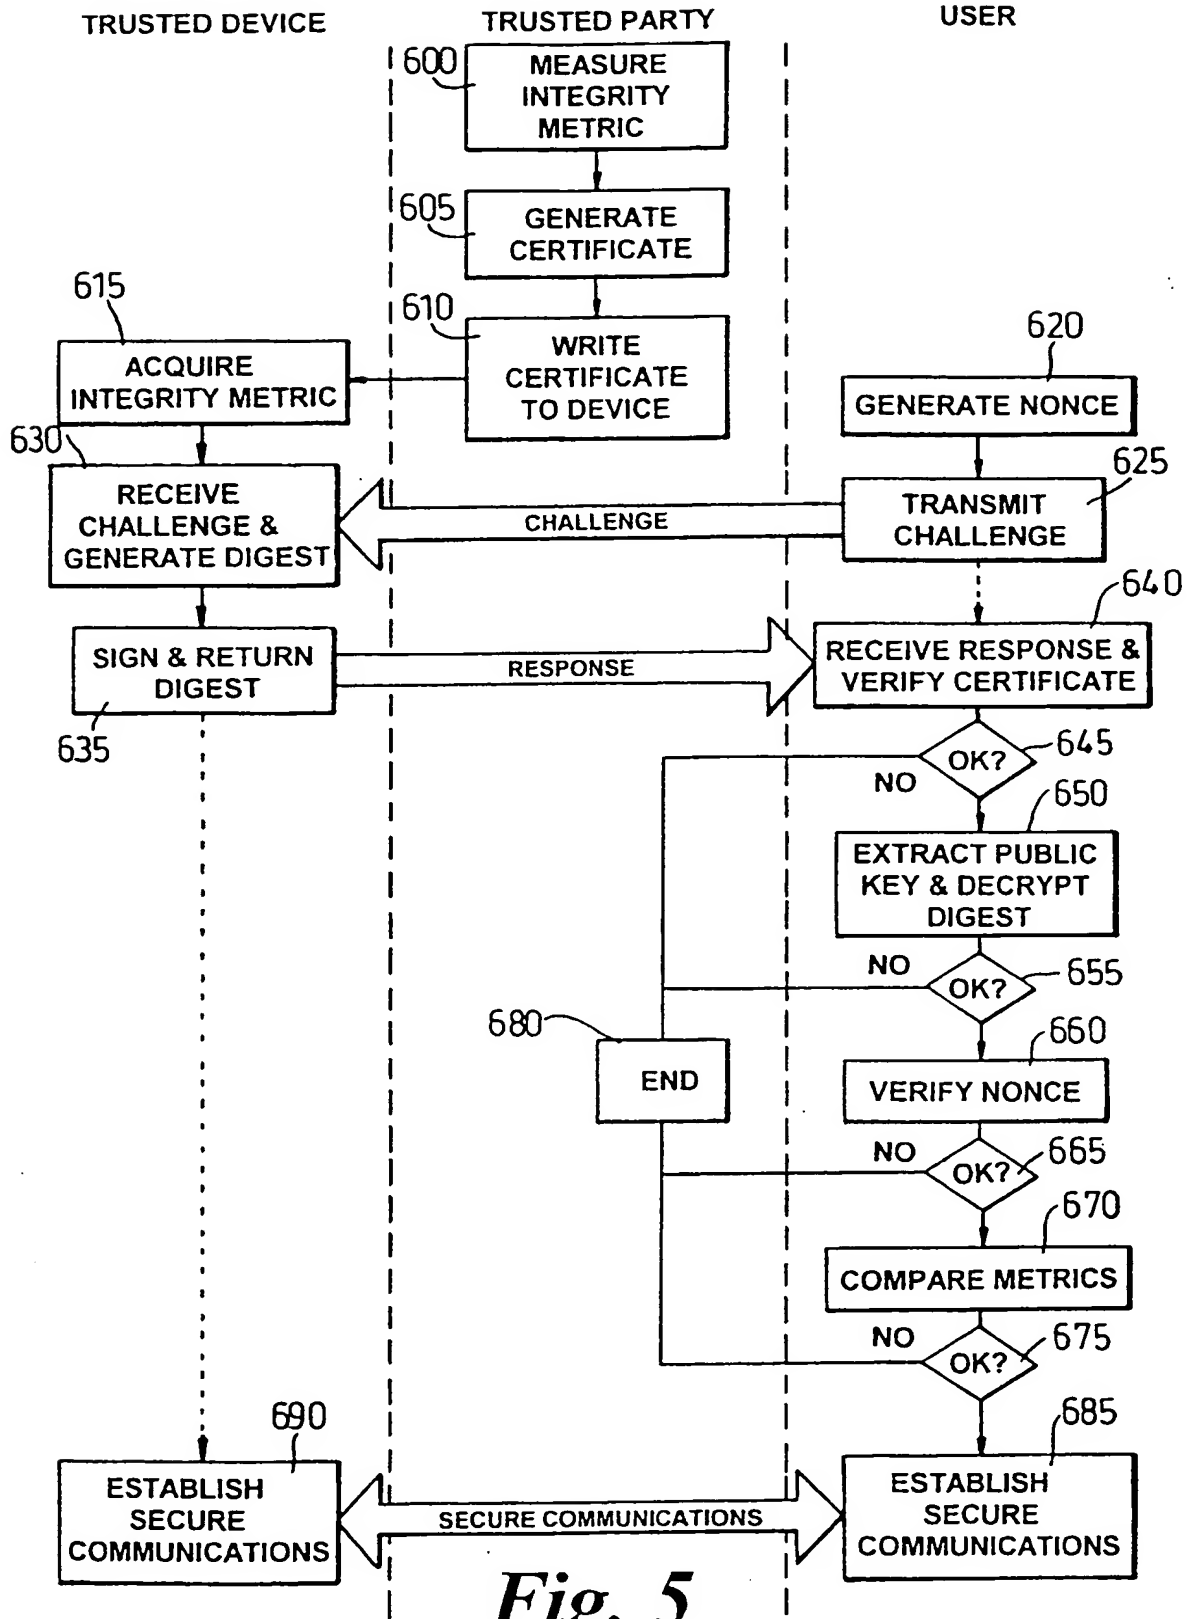 TRUSTED DEVICE
TRUSTED PARTY
USER
600
MEASURE
INTEGRITY
METRIC
605
GENERATE
CERTIFICATE
610
WRITE
CERTIFICATE
TO DEVICE
615
ACQUIRE
INTEGRITY METRIC
620
GENERATE NONCE
625
TRANSMIT
CHALLENGE
CHALLENGE
630
RECEIVE
CHALLENGE &
GENERATE DIGEST
635
SIGN & RETURN
DIGEST
RESPONSE
640
RECEIVE RESPONSE &
VERIFY CERTIFICATE
OK?
645
NO
650
EXTRACT PUBLIC
KEY & DECRYPT
DIGEST
NO
OK?
655
680
END
660
VERIFY NONCE
NO
OK?
665
670
COMPARE METRICS
NO
OK?
675
690
ESTABLISH
SECURE
COMMUNICATIONS
SECURE COMMUNICATIONS
685
ESTABLISH
SECURE
COMMUNICATIONS
Fig. 5